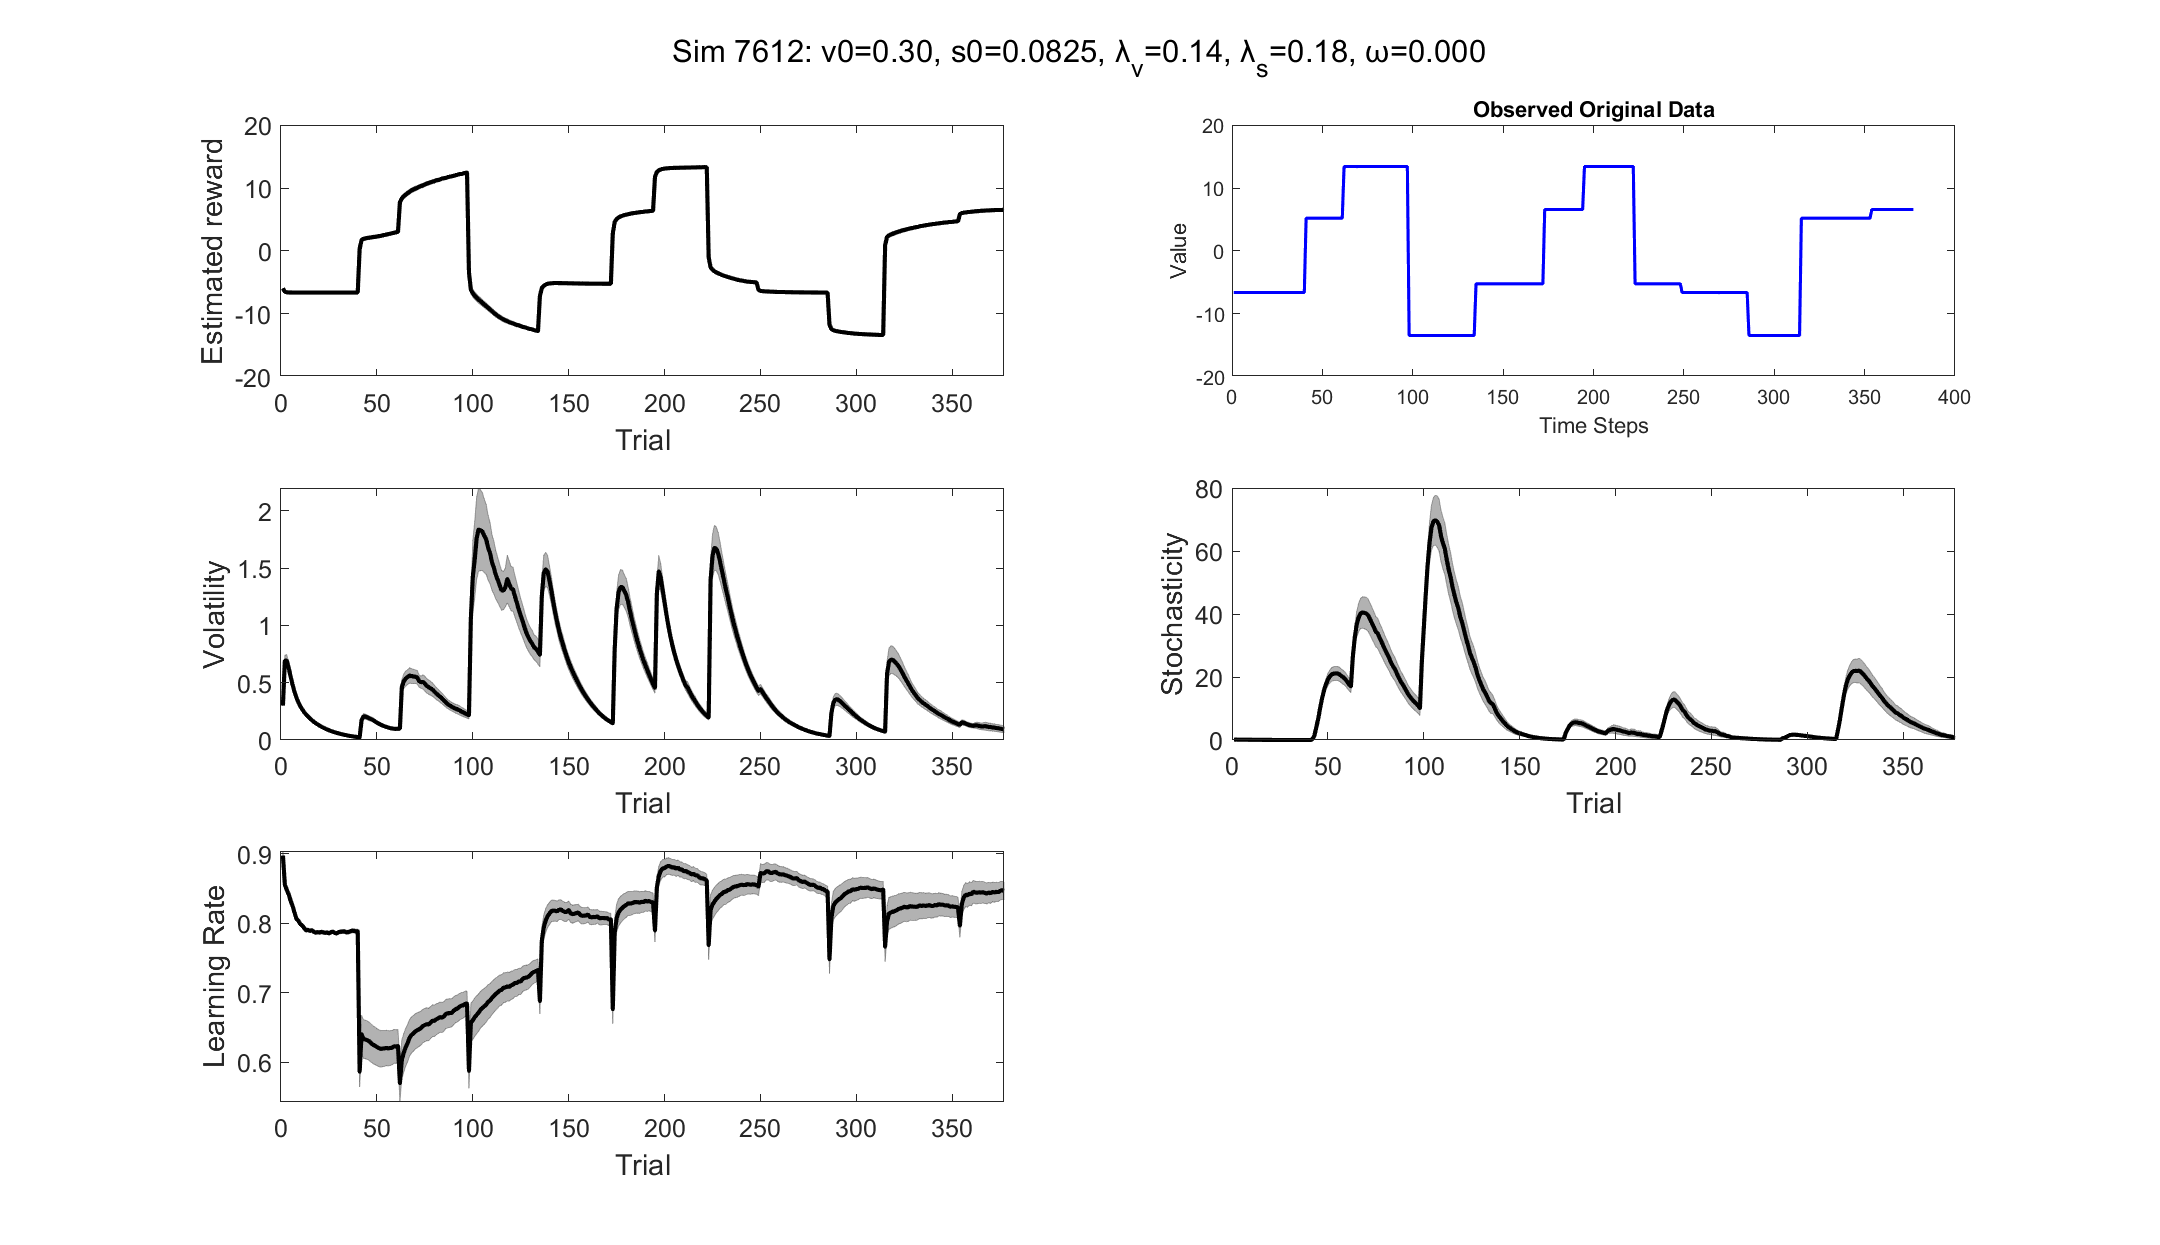 Sim 7612: v0=0.30, s0=0.0825, λ_v=0.14, λ_s=0.18, ω=0.000
Estimated reward
20
10
0
-10
-20
0 50 100 150 200 250 300 350
Trial
Observed Original Data
Value
20
10
0
-10
-20
0 50 100 150 200 250 300 350 400
Time Steps
Volatility
2
1.5
1
0.5
0
0 50 100 150 200 250 300 350
Trial
Stochasticity
80
60
40
20
0
0 50 100 150 200 250 300 350
Trial
Learning Rate
0.9
0.8
0.7
0.6
0 50 100 150 200 250 300 350
Trial